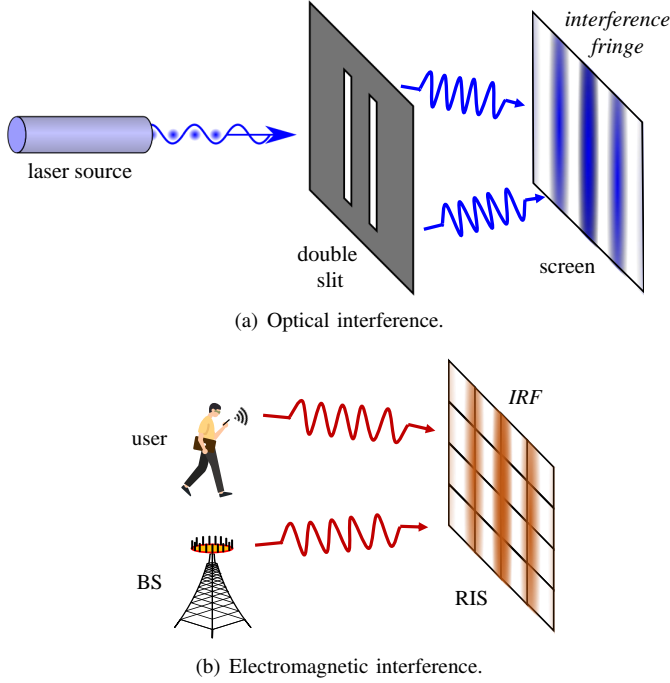 interference
fringe
laser source
double
slit
screen
(a) Optical interference.
IRF
user
BS
RIS
(b) Electromagnetic interference.